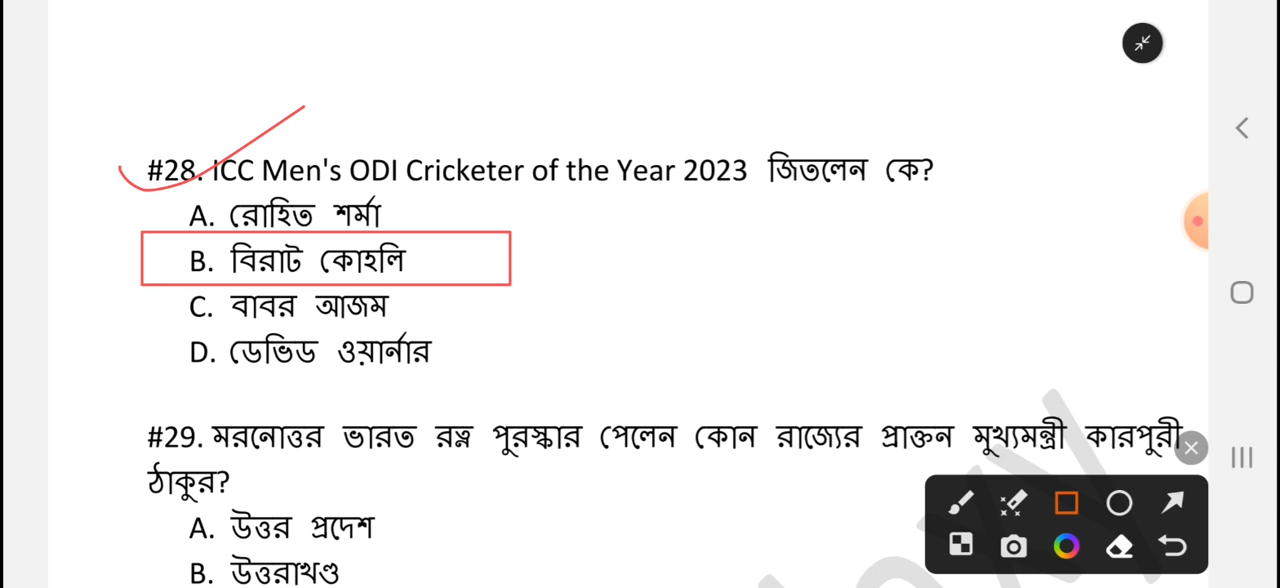 #28. ICC Men's ODI Cricketer of the Year 2023 জিতলেন কে?
A. রোহিত শর্মা
B. বিরাট কোহলি
C. বাবর আজম
D. ডেভিড ওয়ার্নার
#29. মরনোত্তর ভারত রত্ন পুরস্কার পেলেন কোন রাজ্যের প্রাক্তন মুখ্যমন্ত্রী কারপুরী
ঠাকুর?
A. উত্তর প্রদেশ
B. উত্তরাখণ্ড